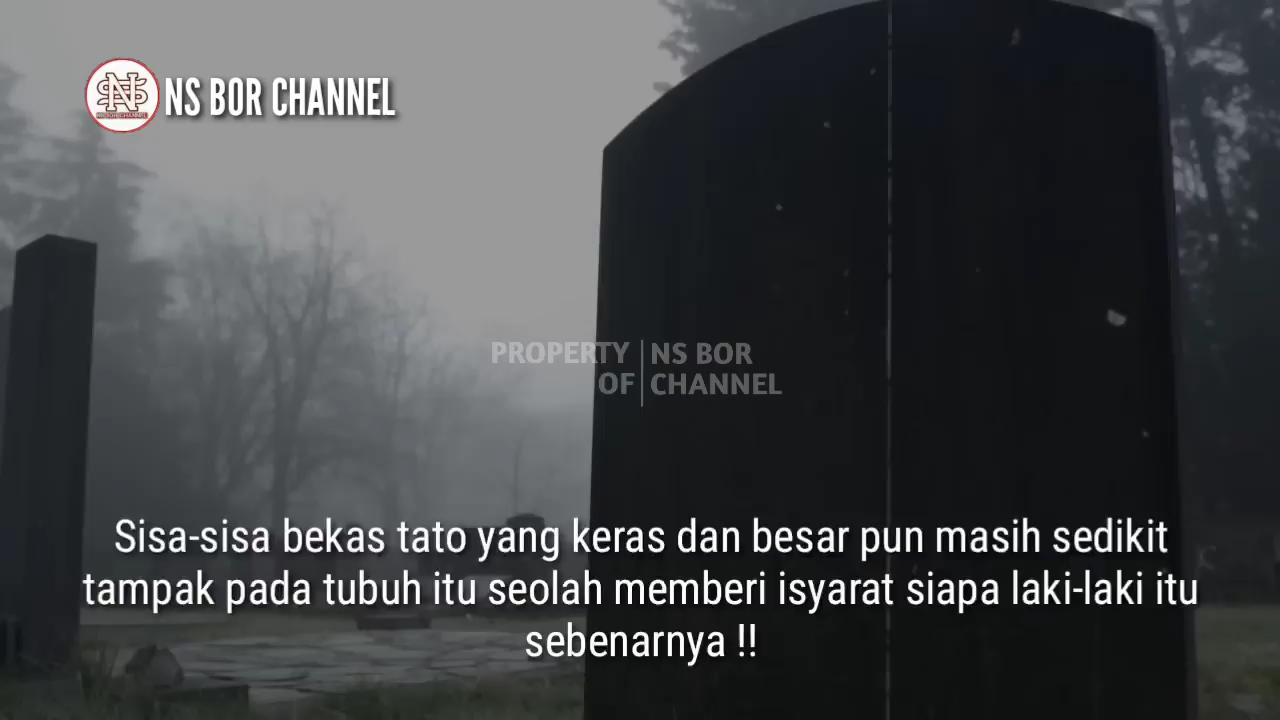 NS BOR CHANNEL
PROPERTY OF
NS BOR CHANNEL
Sisa-sisa bekas tato yang keras dan besar pun masih sedikit
tampak pada tubuh itu seolah memberi isyarat siapa laki-laki itu
sebenarnya !!